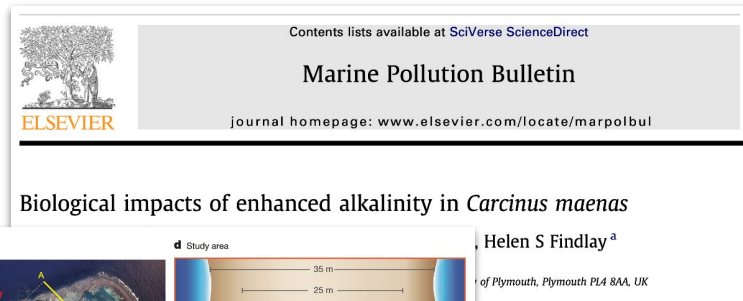 Contents lists available at SciVerse ScienceDirect
Marine Pollution Bulletin
ELSEVIER
journal homepage: www.elsevier.com/locate/marpolbul
Biological impacts of enhanced alkalinity in Carcinus maenas
, Helen S Findlay a
of Plymouth, Plymouth PL4 8AA, UK
d Study area
A
35 m
25 m